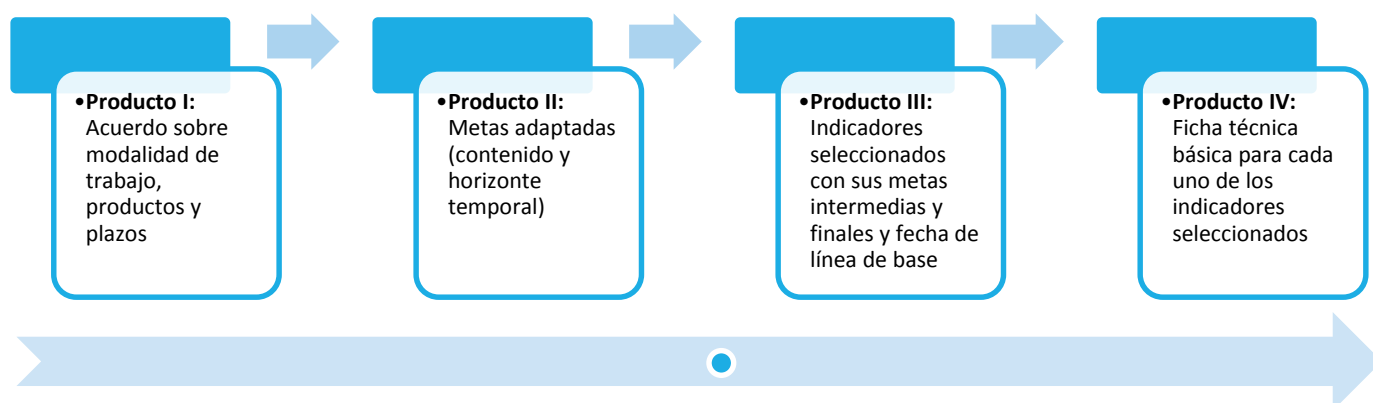 •Producto I:
Acuerdo sobre
modalidad de
trabajo,
productos y
plazos
•Producto II:
Metas adaptadas
(contenido y
horizonte
temporal)
•Producto III:
Indicadores
seleccionados
con sus metas
intermedias y
finales y fecha de
línea de base
•Producto IV:
Ficha técnica
básica para cada
uno de los
indicadores
seleccionados